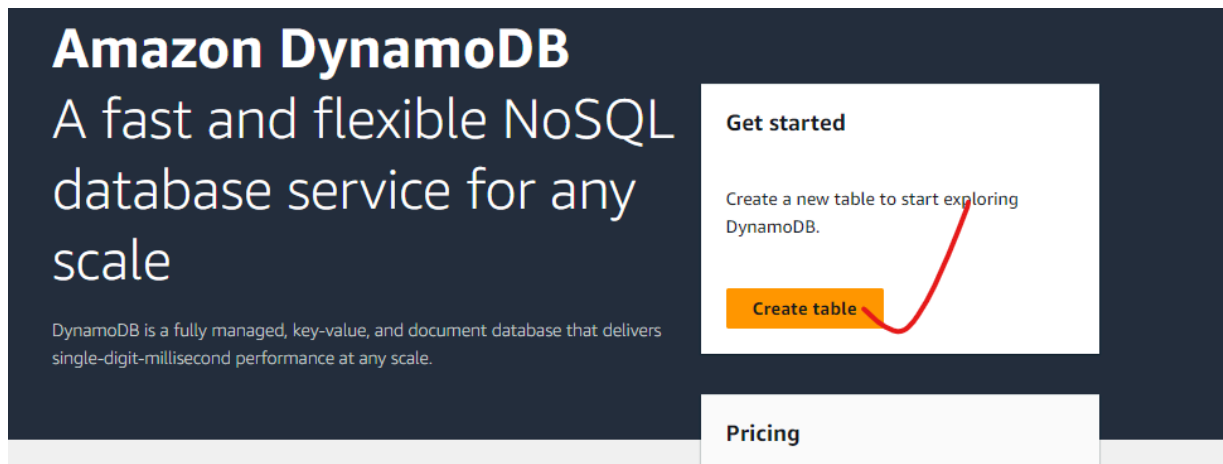 Amazon DynamoDB
A fast and flexible NoSQL
database service for any
scale
DynamoDB is a fully managed, key-value, and document database that delivers
single-digit-millisecond performance at any scale.
Get started
Create a new table to start exploring
DynamoDB.
Create table
Pricing